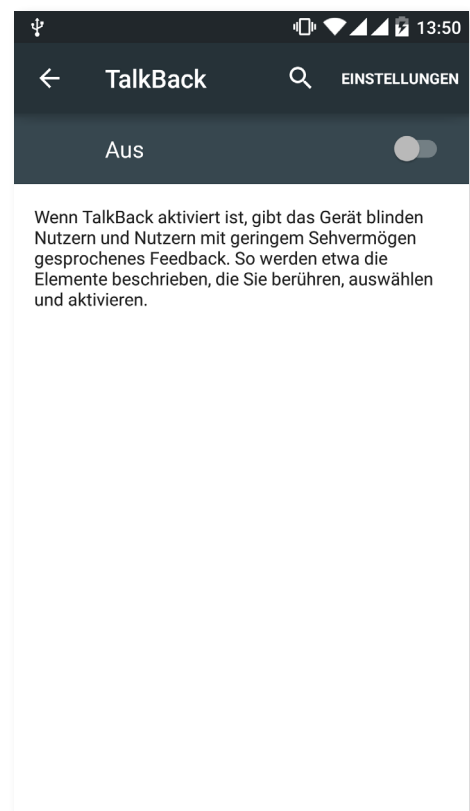 13:50
TalkBack EINSTELLUNGEN
Aus
Wenn TalkBack aktiviert ist, gibt das Gerät blinden
Nutzern und Nutzern mit geringem Sehvermögen
gesprochenes Feedback. So werden etwa die
Elemente beschrieben, die Sie berühren, auswählen
und aktivieren.